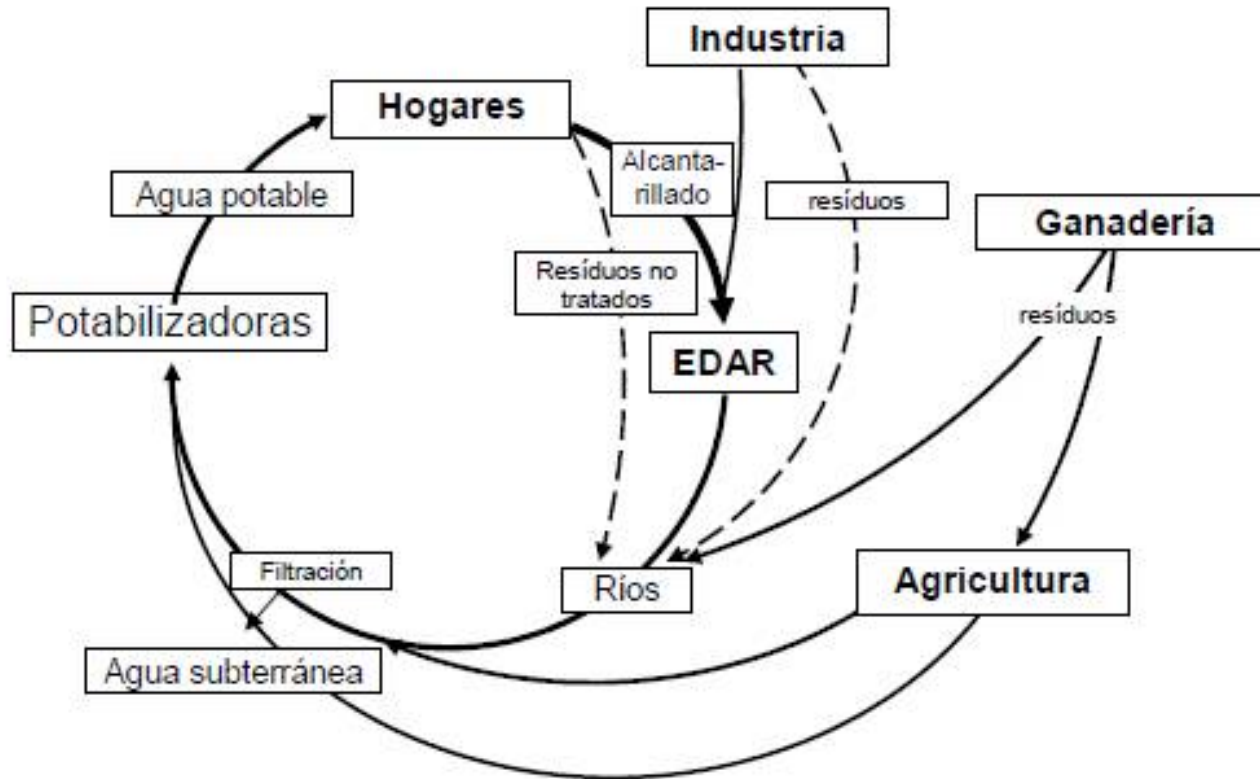 Industria
Hogares
Alcanta-
rillado
Agua potable
resíduos
Ganadería
Resíduos no
tratados
Potabilizadoras
resíduos
EDAR
Filtración
Ríos
Agricultura
Agua subterránea